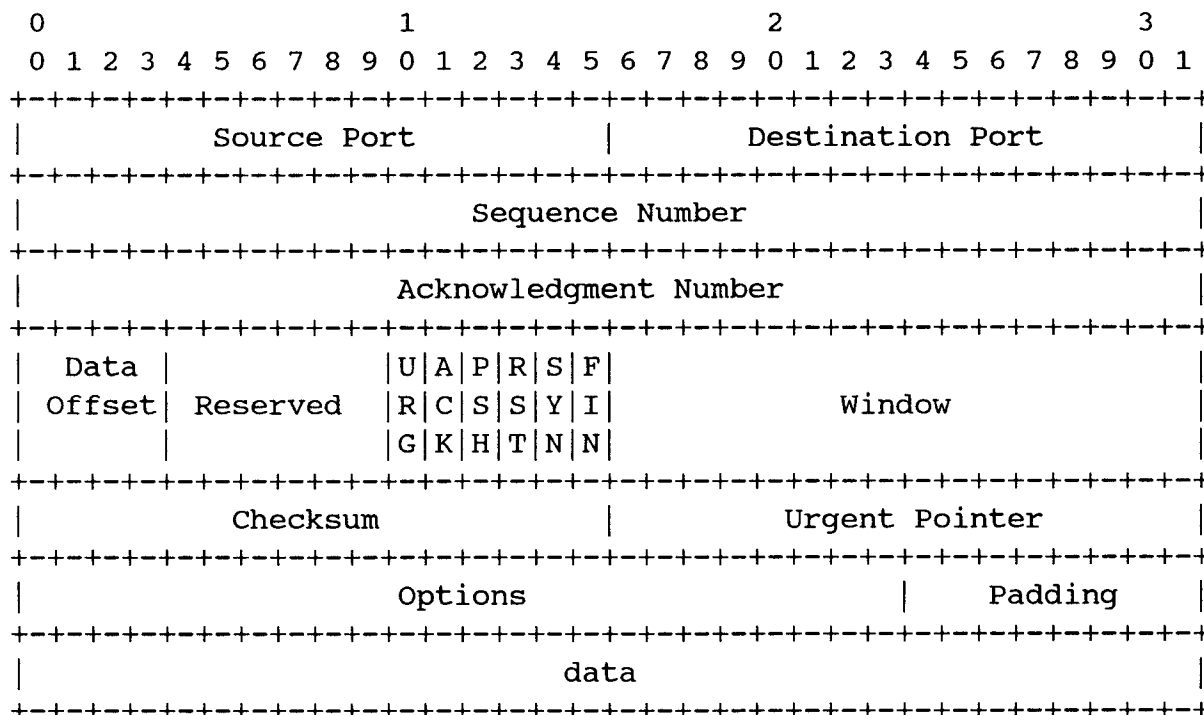 0                   1                   2                   3
 0 1 2 3 4 5 6 7 8 9 0 1 2 3 4 5 6 7 8 9 0 1 2 3 4 5 6 7 8 9 0 1
+-+-+-+-+-+-+-+-+-+-+-+-+-+-+-+-+-+-+-+-+-+-+-+-+-+-+-+-+-+-+-+-+
|          Source Port          |       Destination Port        |
+-+-+-+-+-+-+-+-+-+-+-+-+-+-+-+-+-+-+-+-+-+-+-+-+-+-+-+-+-+-+-+-+
|                        Sequence Number                        |
+-+-+-+-+-+-+-+-+-+-+-+-+-+-+-+-+-+-+-+-+-+-+-+-+-+-+-+-+-+-+-+-+
|                    Acknowledgment Number                      |
+-+-+-+-+-+-+-+-+-+-+-+-+-+-+-+-+-+-+-+-+-+-+-+-+-+-+-+-+-+-+-+-+
|  Data |           |U|A|P|R|S|F|                               |
| Offset| Reserved  |R|C|S|S|Y|I|            Window             |
|       |           |G|K|H|T|N|N|                               |
+-+-+-+-+-+-+-+-+-+-+-+-+-+-+-+-+-+-+-+-+-+-+-+-+-+-+-+-+-+-+-+-+
|           Checksum            |         Urgent Pointer        |
+-+-+-+-+-+-+-+-+-+-+-+-+-+-+-+-+-+-+-+-+-+-+-+-+-+-+-+-+-+-+-+-+
|                    Options                    |    Padding    |
+-+-+-+-+-+-+-+-+-+-+-+-+-+-+-+-+-+-+-+-+-+-+-+-+-+-+-+-+-+-+-+-+
|                             data                              |
+-+-+-+-+-+-+-+-+-+-+-+-+-+-+-+-+-+-+-+-+-+-+-+-+-+-+-+-+-+-+-+-+